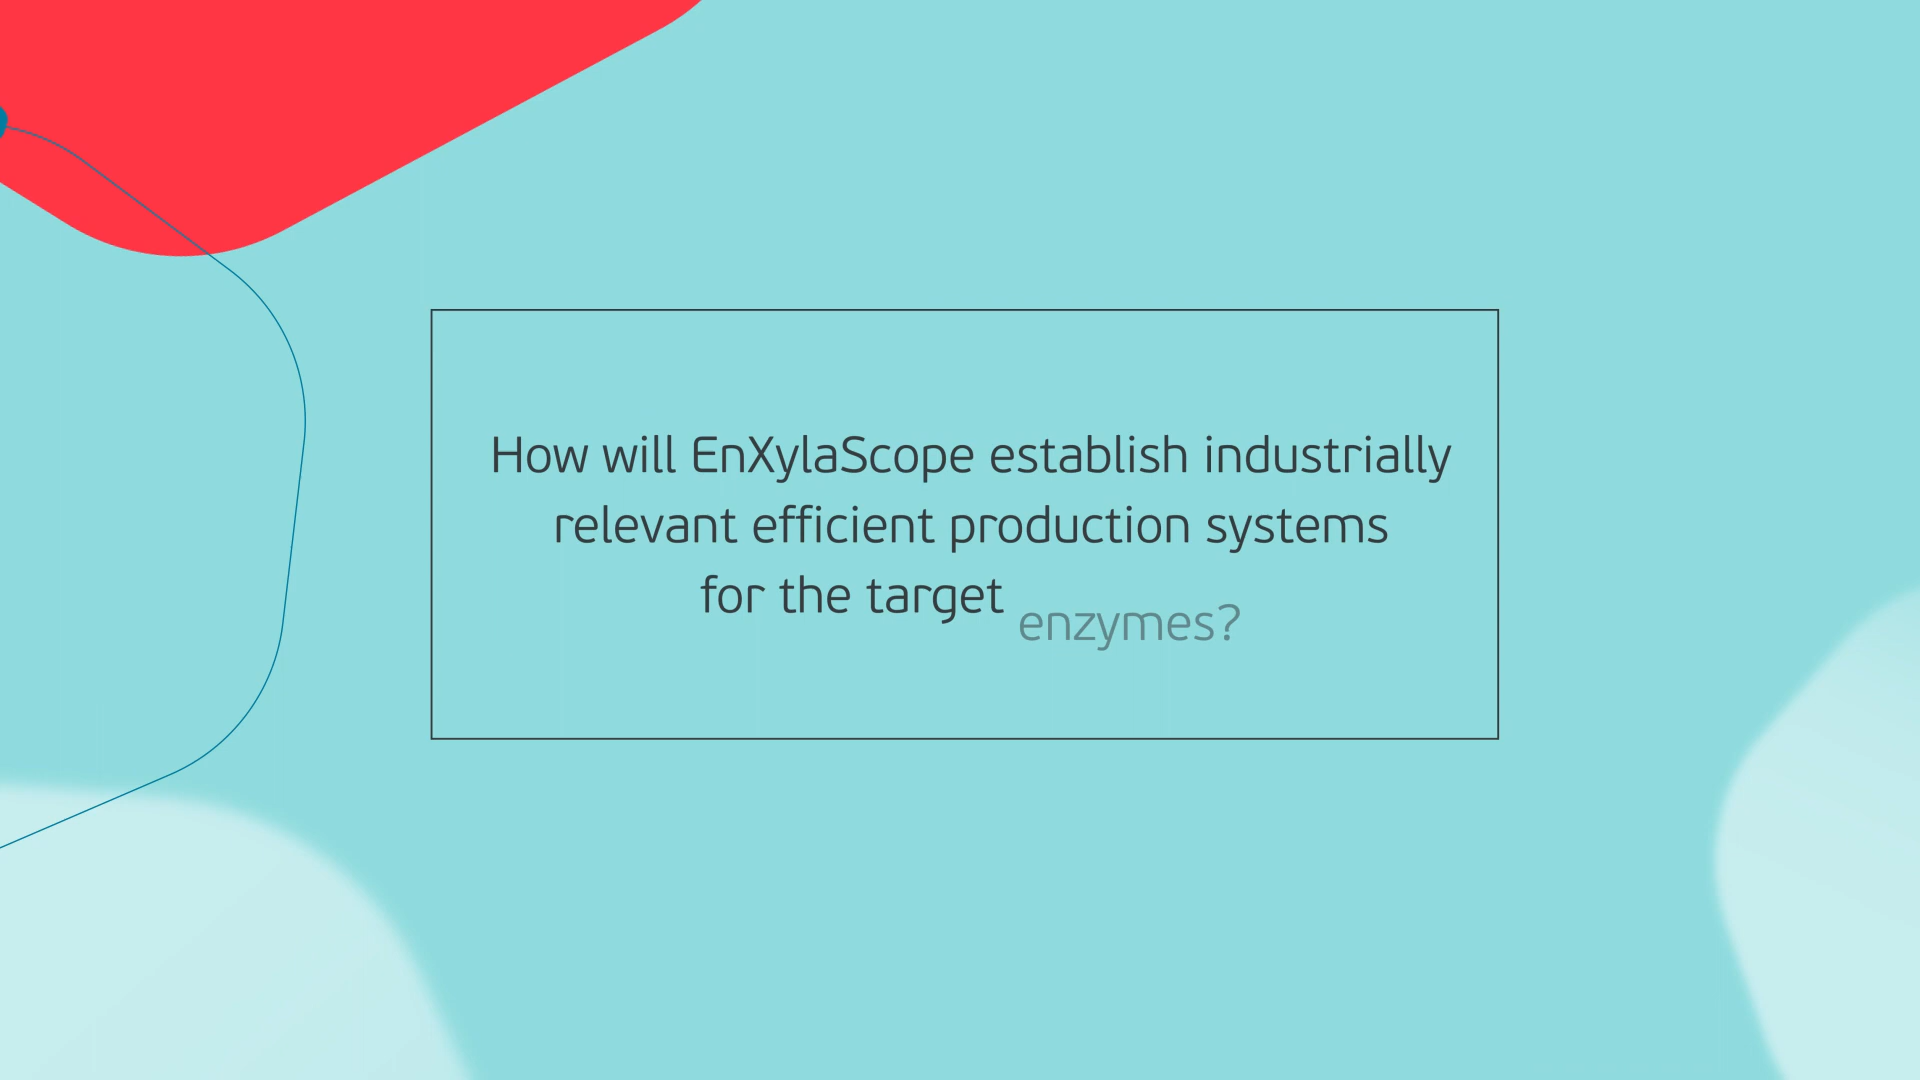 How will EnXylaScope establish industrially
relevant efficient production systems
for the target enzymes?